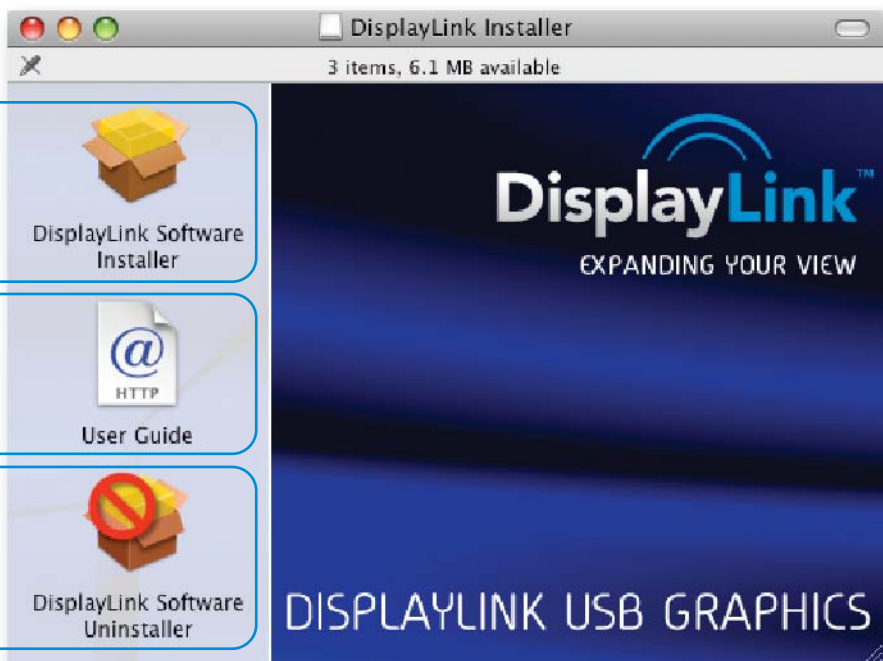 DisplayLink Installer
3 items, 6.1 MB available
DisplayLink Software
Installer
HTTP
User Guide
DisplayLink Software
Uninstaller
DisplayLink™
EXPANDING YOUR VIEW
DISPLAYLINK USB GRAPHICS